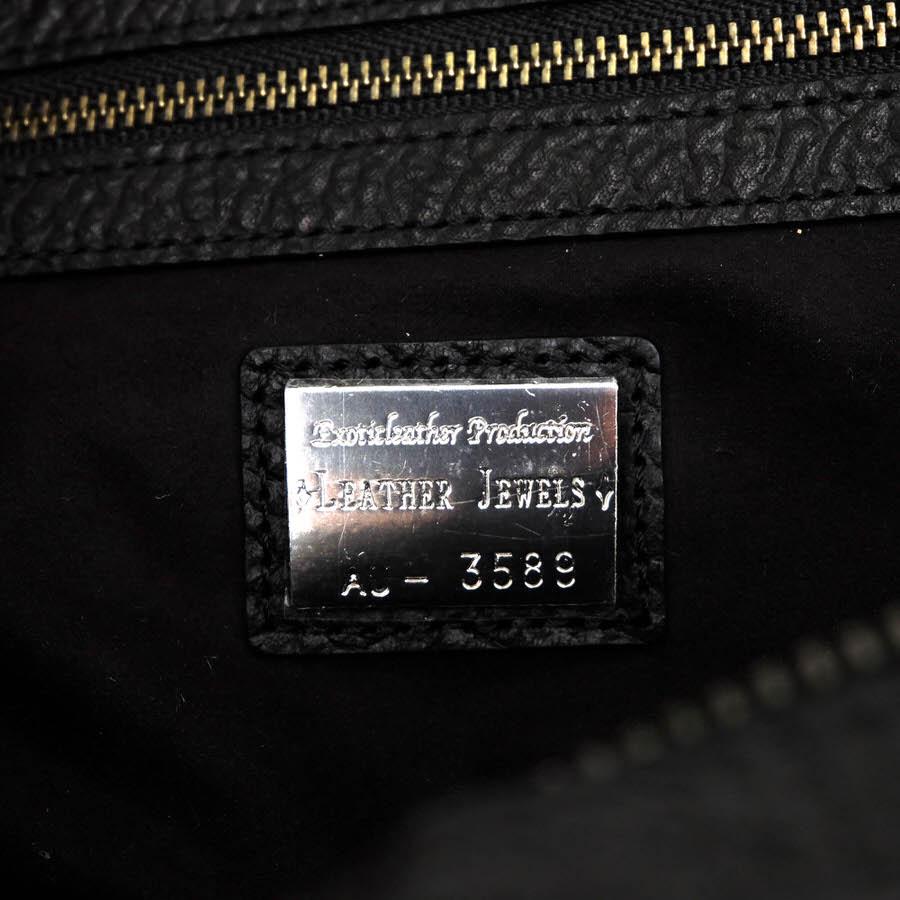 Exoticleather Production
LEATHER JEWELS
AJ- 3589